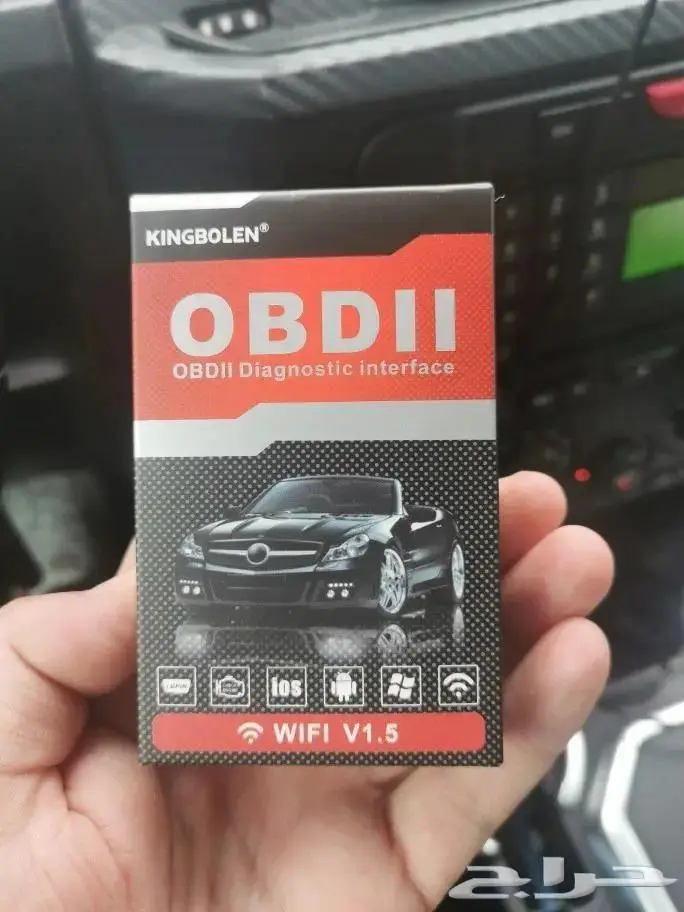 KINGBOLEN®
OBDII
OBDII Diagnostic interface
ios
WIFI V1.5
حراج